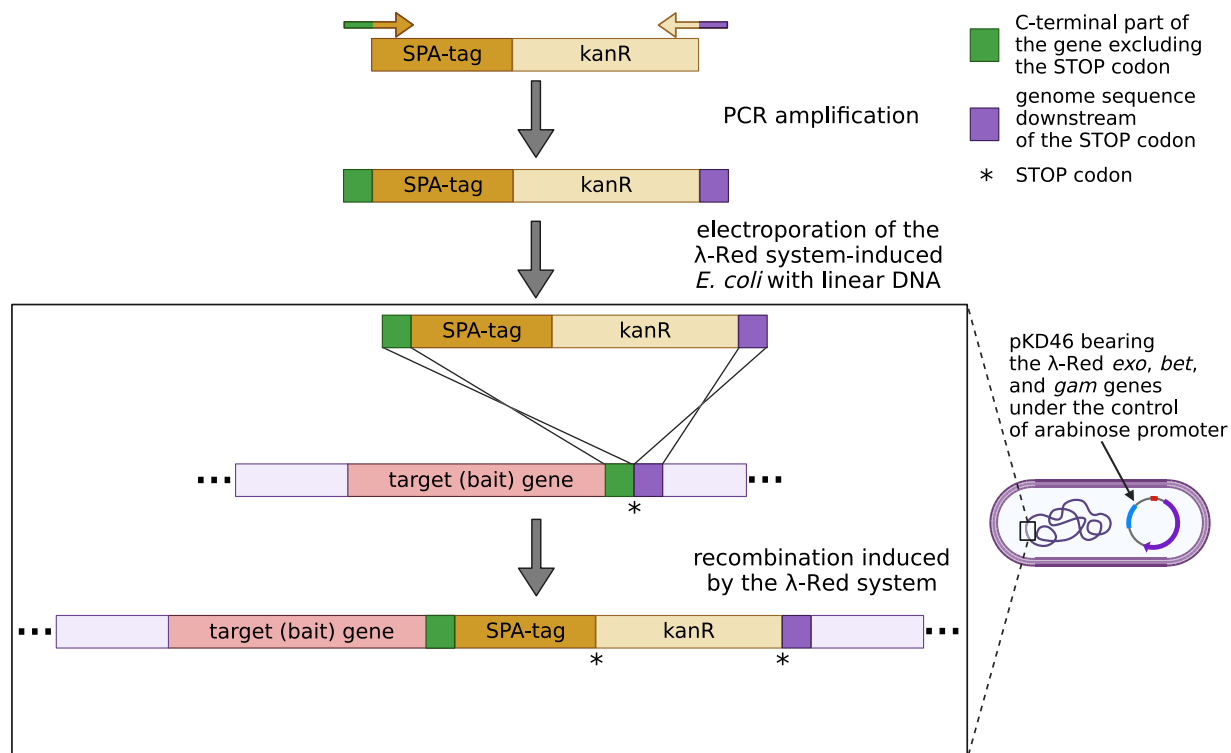 SPA-tag kanR
C-terminal part of
the gene excluding
the STOP codon
genome sequence
downstream
of the STOP codon
* STOP codon
PCR amplification
SPA-tag kanR
electroporation of the
λ-Red system-induced
E. coli with linear DNA
SPA-tag kanR
pKD46 bearing
the λ-Red exo, bet,
and gam genes
under the control
of arabinose promoter
... target (bait) gene ...
*
recombination induced
by the λ-Red system
... target (bait) gene SPA-tag kanR ...
* *